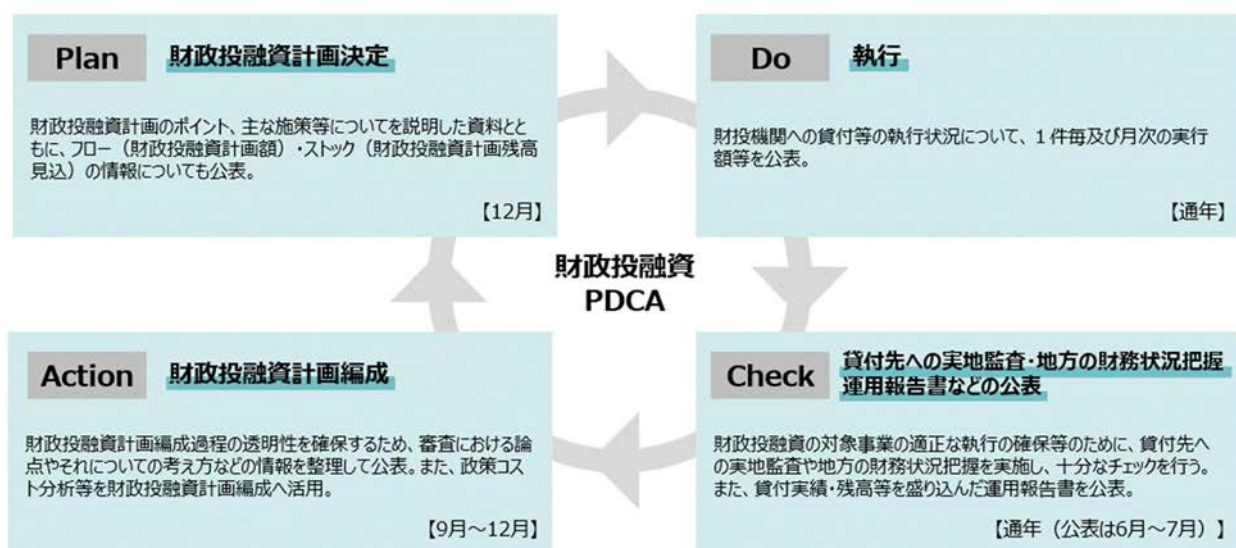 Plan 財政投融資計画決定
財政投融資計画のポイント、主な施策等についてを説明した資料とと
もに、フロー（財政投融資計画額）・ストック（財政投融資計画残高
見込）の情報についても公表。
【12月】
Do 執行
財投機関への貸付等の執行状況について、１件毎及び月次の実行
額等を公表。
【通年】
財政投融資
PDCA
Action 財政投融資計画編成
財政投融資計画編成過程の透明性を確保するため、審査における論
点やそれについての考え方などの情報を整理して公表。また、政策コス
ト分析等を財政投融資計画編成へ活用。
【9月～12月】
Check 貸付先への実地監査・地方の財務状況把握
運用報告書などの公表
財政投融資の対象事業の適正な執行の確保等のために、貸付先へ
の実地監査や地方の財務状況把握を実施し、十分なチェックを行う。
また、貸付実績・残高等を盛り込んだ運用報告書を公表。
【通年（公表は6月～7月）】